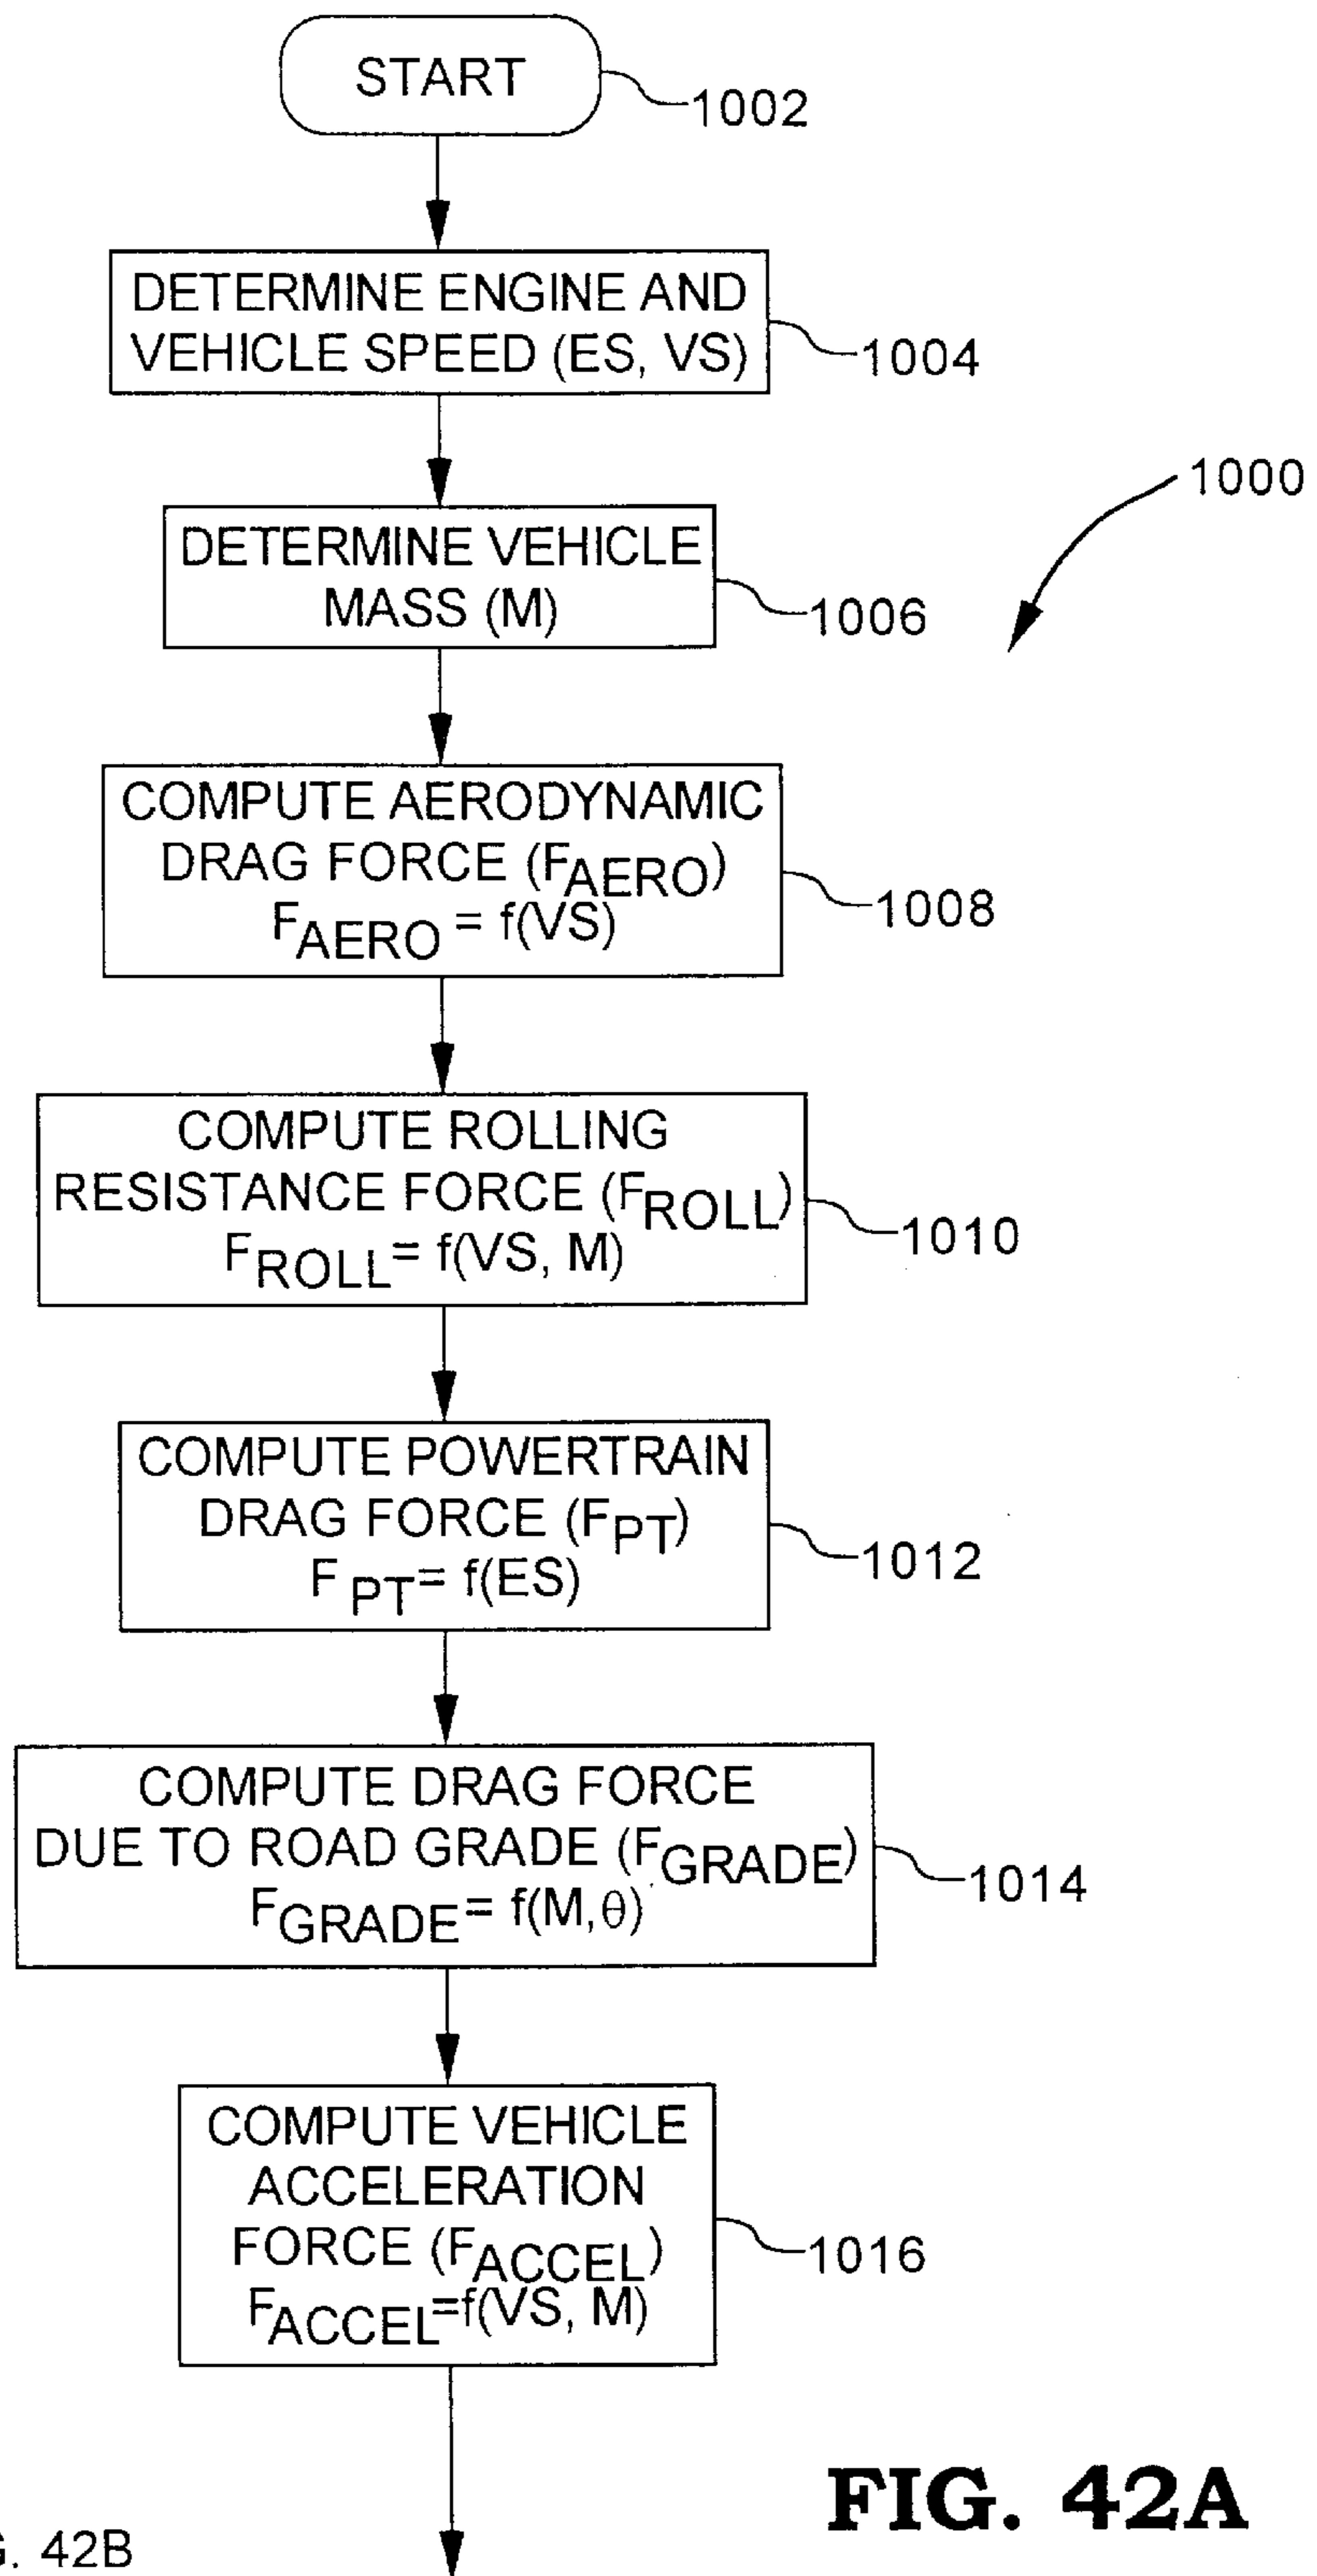 START
1002
DETERMINE ENGINE AND
VEHICLE SPEED (ES, VS)
1004
1000
DETERMINE VEHICLE
MASS (M)
1006
COMPUTE AERODYNAMIC
DRAG FORCE (FAERO)
FAERO = f(VS)
1008
COMPUTE ROLLING
RESISTANCE FORCE (FROLL)
FROLL= f(VS, M)
1010
COMPUTE POWERTRAIN
DRAG FORCE (FPT)
FPT= f(ES)
1012
COMPUTE DRAG FORCE
DUE TO ROAD GRADE (FGRADE)
FGRADE= f(M, θ)
1014
COMPUTE VEHICLE
ACCELERATION
FORCE (FACCEL)
FACCEL=f(VS, M)
1016
FIG. 42A
42B